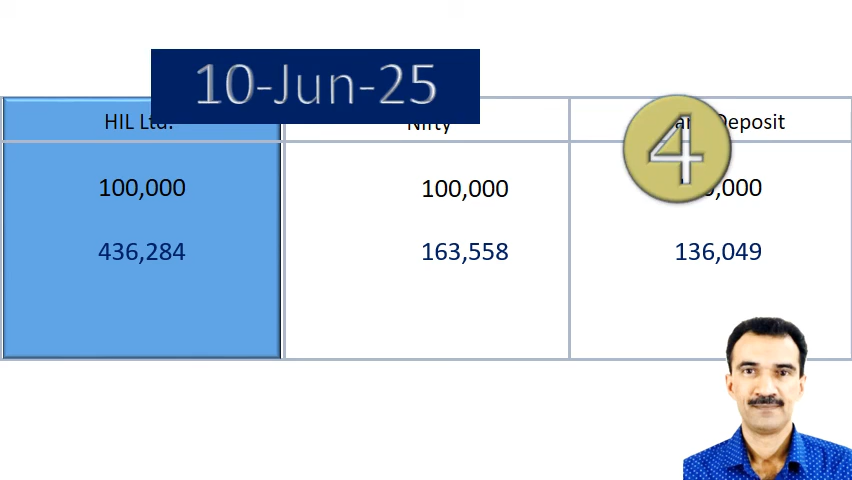 10-Jun-25
HIL Ltd. Nifty Deposit
4
100,000 100,000
436,284 163,558 136,049